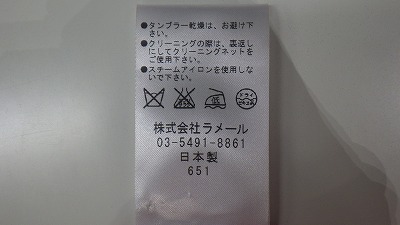 ●タンブラー乾燥は、お避け下
さい。
●クリーニングの際は、裏返し
にしてクリーニングネットを
ご使用下さい。
●スチームアイロンを使用しな
いで下さい。
低 ドライ
株式会社ラメール
03-5491-8861
日本製
651